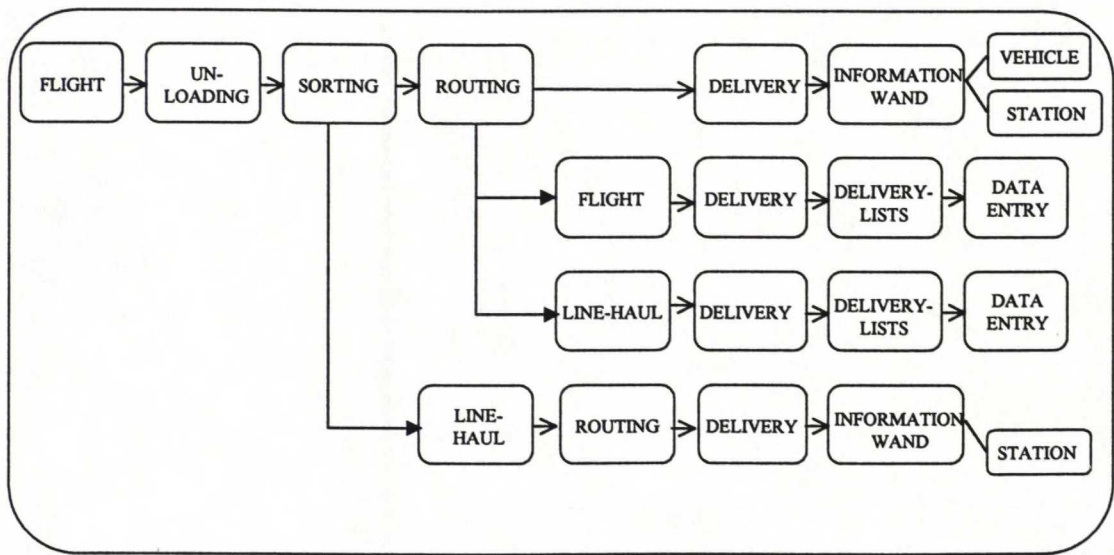 FLIGHT
UN-
LOADING
SORTING
ROUTING
DELIVERY
INFORMATION
WAND
VEHICLE
STATION
FLIGHT
DELIVERY
DELIVERY-
LISTS
DATA
ENTRY
LINE-HAUL
DELIVERY
DELIVERY-
LISTS
DATA
ENTRY
LINE-
HAUL
ROUTING
DELIVERY
INFORMATION
WAND
STATION